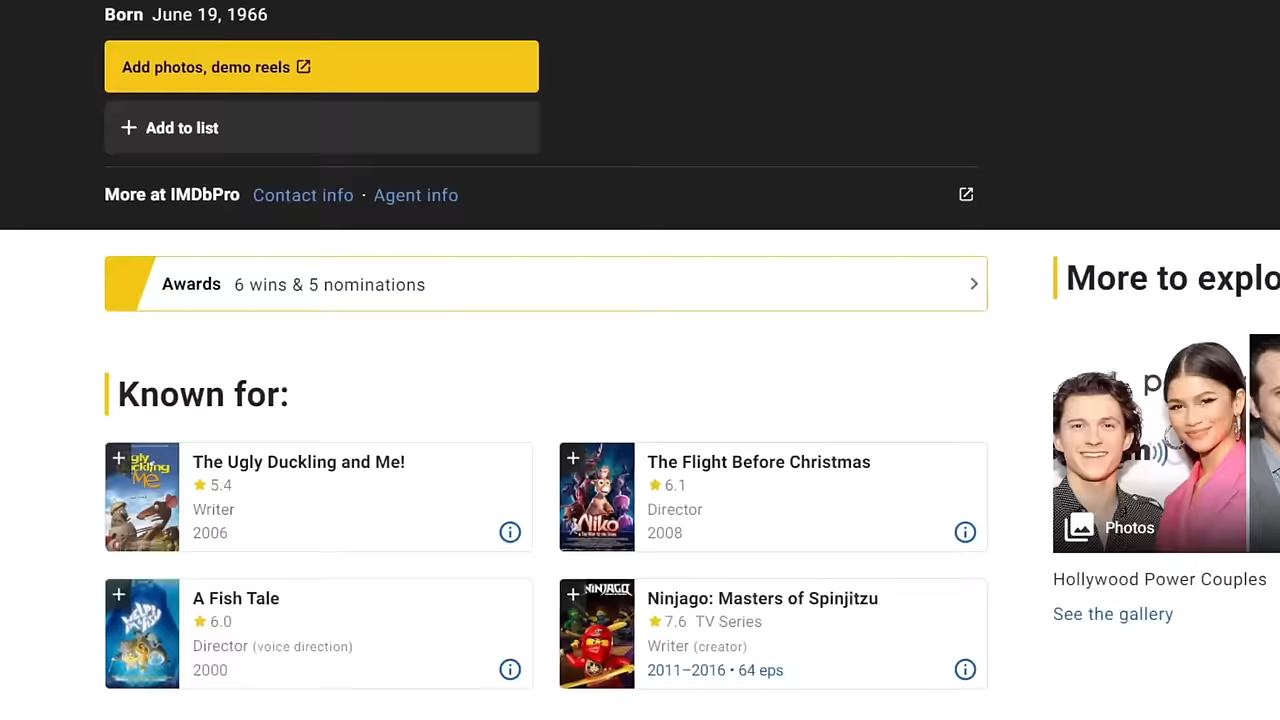 Born June 19, 1966
Add photos, demo reels
+ Add to list
More at IMDbPro Contact info · Agent info
Awards 6 wins & 5 nominations
More to explo
Known for:
The Ugly Duckling and Me!
5.4
Writer
2006
The Flight Before Christmas
6.1
Director
2008
Niko
Photos
Hollywood Power Couples
See the gallery
A Fish Tale
6.0
Director (voice direction)
2000
NINJAGO
Ninjago: Masters of Spinjitzu
7.6 TV Series
Writer (creator)
2011–2016 • 64 eps